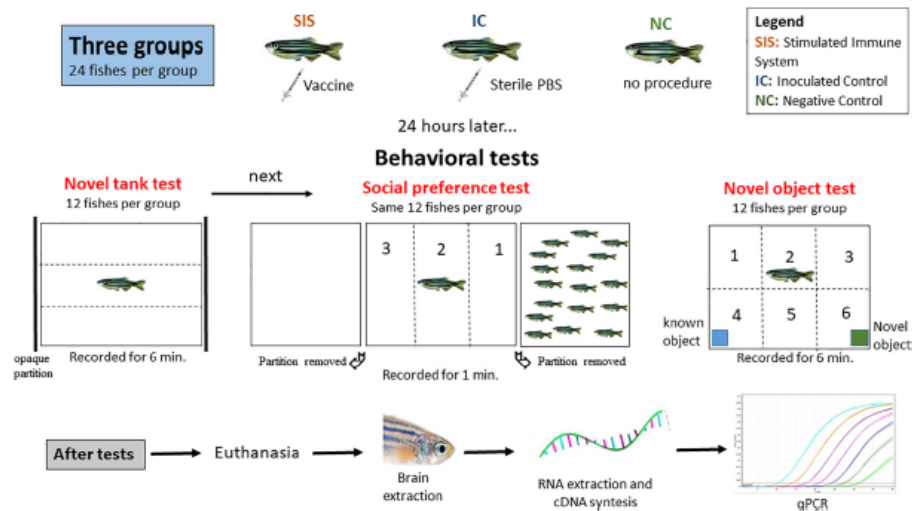 Three groups
24 fishes per group
SIS
Vaccine
IC
Sterile PBS
NC
no procedure
Legend
SIS: Stimulated Immune
System
IC: Inoculated Control
NC: Negative Control
24 hours later...
Behavioral tests
Novel tank test
12 fishes per group
next
Social preference test
Same 12 fishes per group
Novel object test
12 fishes per group
3
2
1
1
2
3
4
5
6
known
object
Novel
object
opaque
partition
Recorded for 6 min.
Partition removed
Partition removed
Recorded for 1 min.
Recorded for 6 min.
After tests
Euthanasia
Brain
extraction
RNA extraction and
cDNA syntesis
qPCR